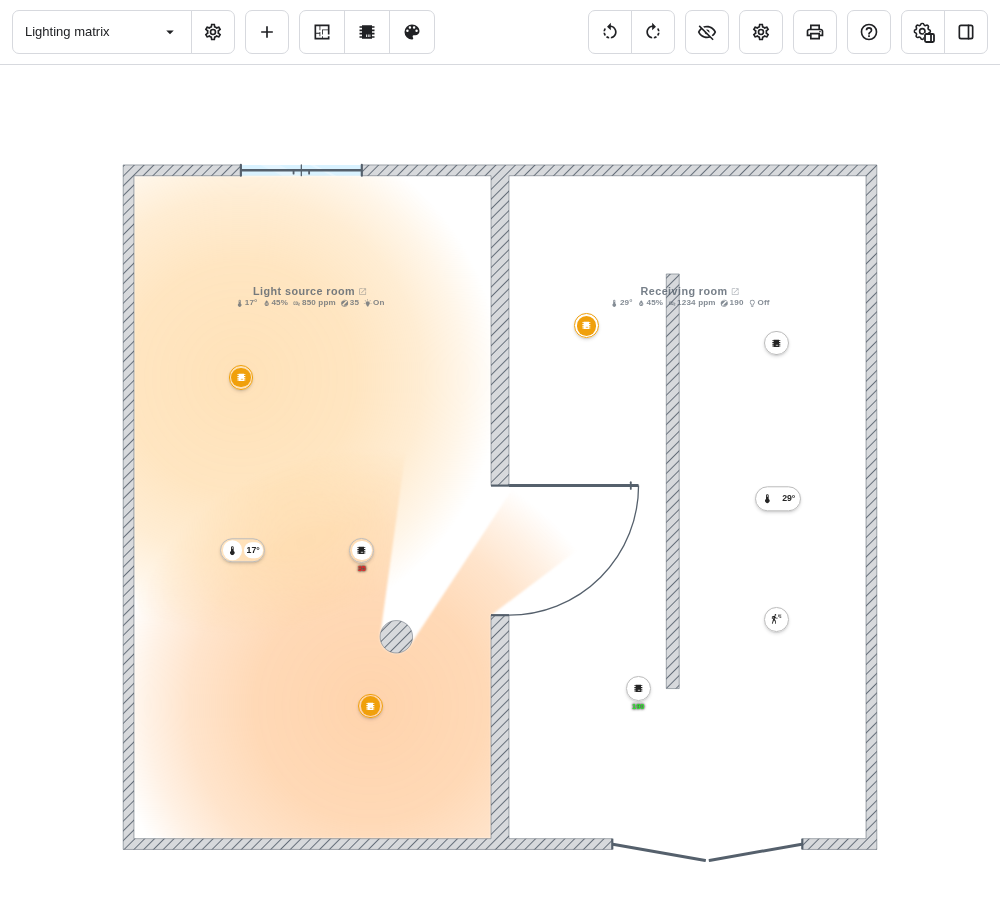 Lighting matrix
Light source room
17° 45% 850 ppm 35 On
Receiving room
29° 45% 1234 ppm 190 Off
29°
17°